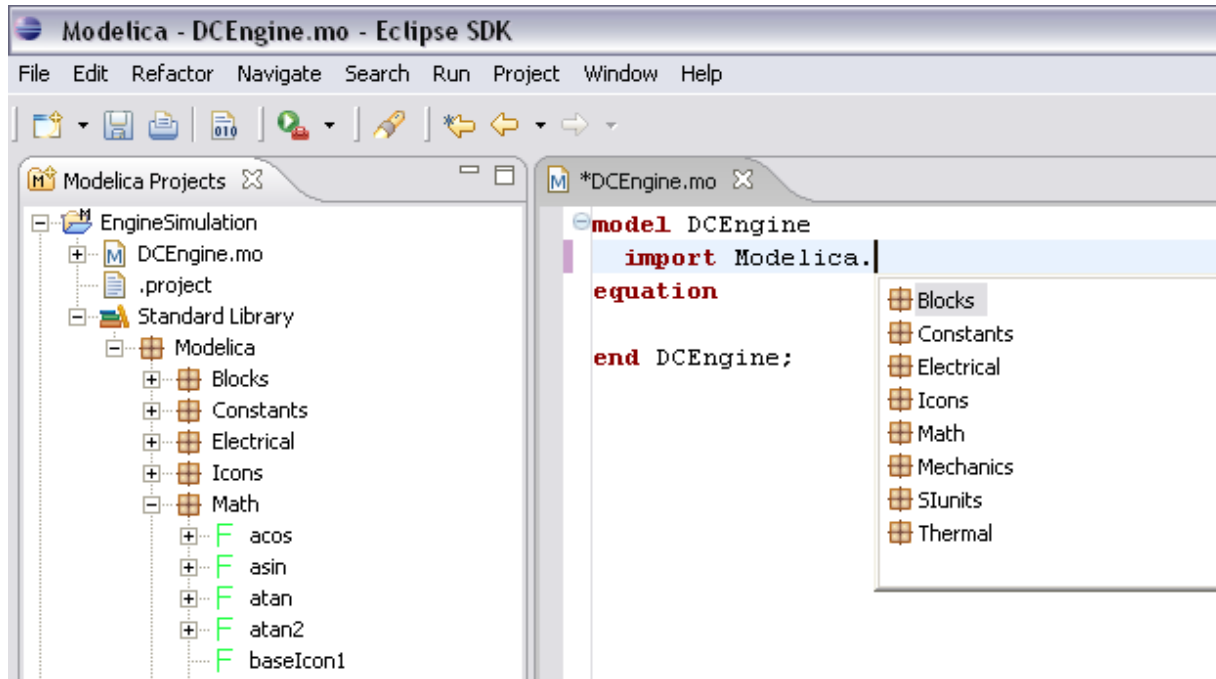 Modelica - DCEngine.mo - Eclipse SDK
File Edit Refactor Navigate Search Run Project Window Help
010
Modelica Projects
EngineSimulation
DCEngine.mo
.project
Standard Library
Modelica
Blocks
Constants
Electrical
Icons
Math
acos
asin
atan
atan2
baseIcon1
*DCEngine.mo
model DCEngine
import Modelica.
equation
end DCEngine;
Blocks
Constants
Electrical
Icons
Math
Mechanics
SIunits
Thermal